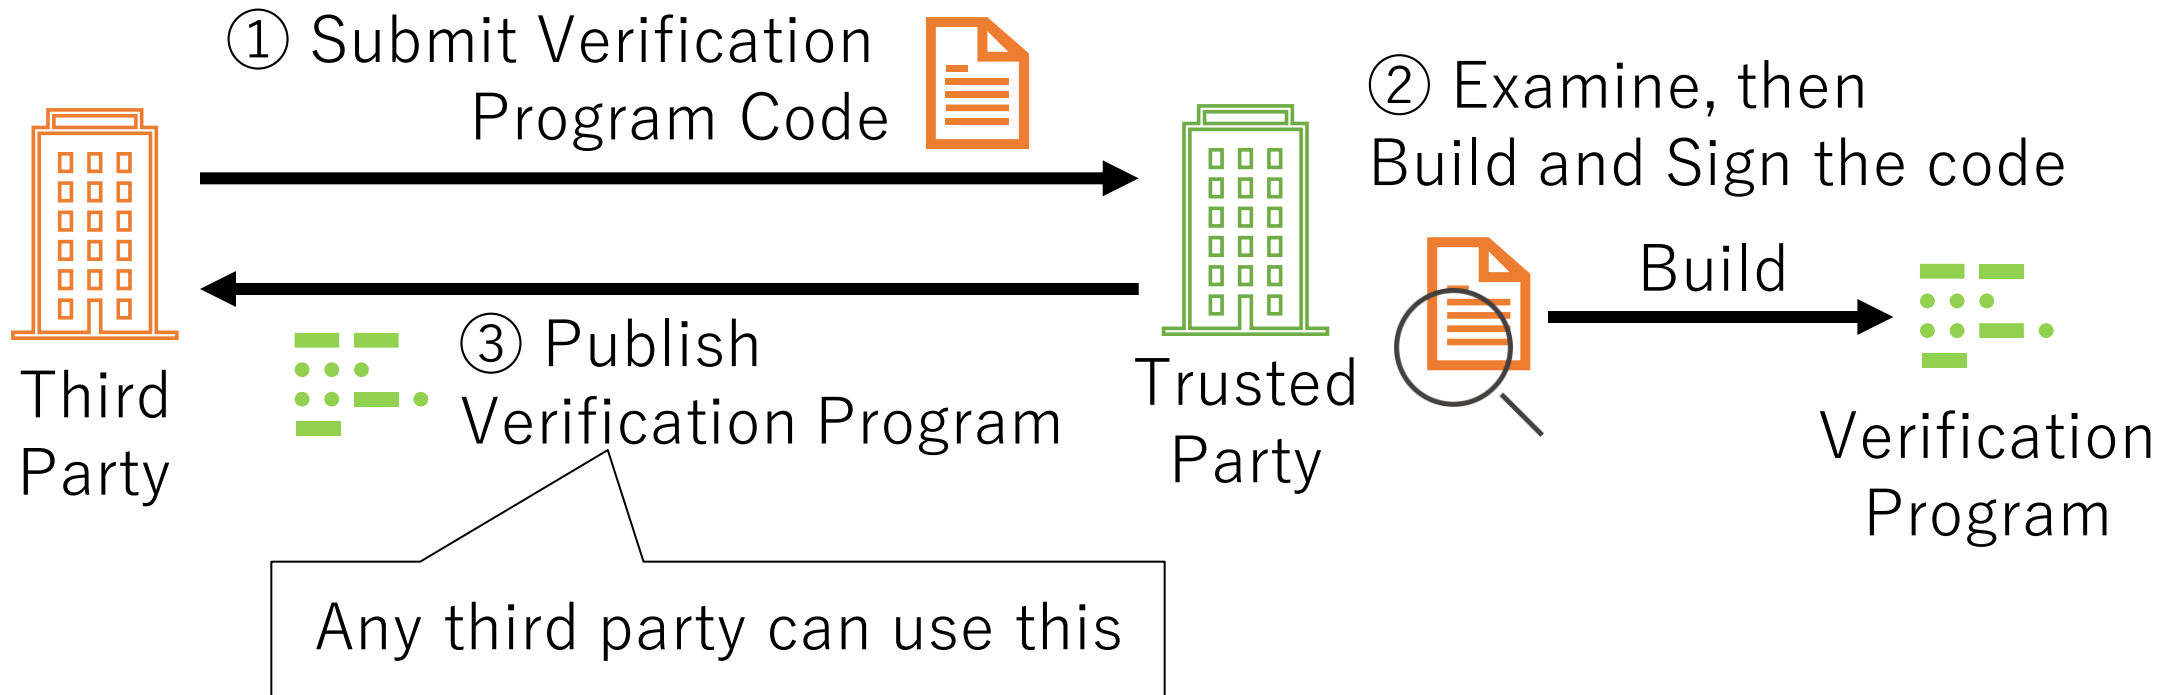 ① Submit Verification
Program Code
② Examine, then
Build and Sign the code
Build
③ Publish
Verification Program
Third
Party
Trusted
Party
Verification
Program
Any third party can use this